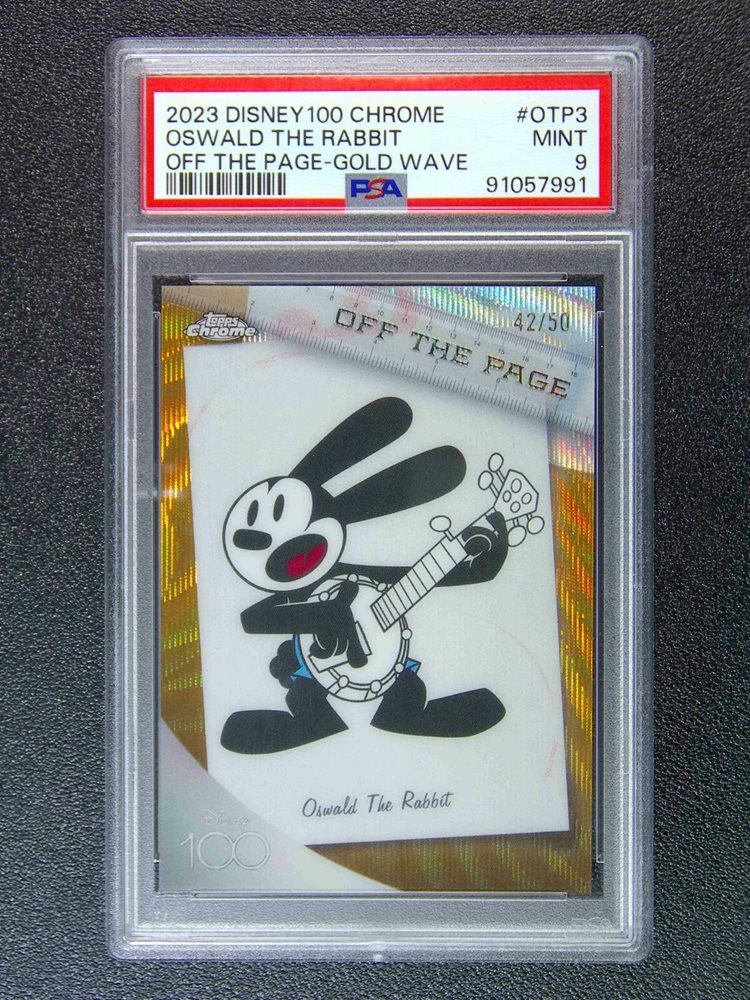 2023 DISNEY100 CHROME #OTP3
OSWALD THE RABBIT MINT
OFF THE PAGE-GOLD WAVE 9
PSA 91057991
Topps Chrome
42/50
OFF THE PAGE
Oswald The Rabbit
Disney
100